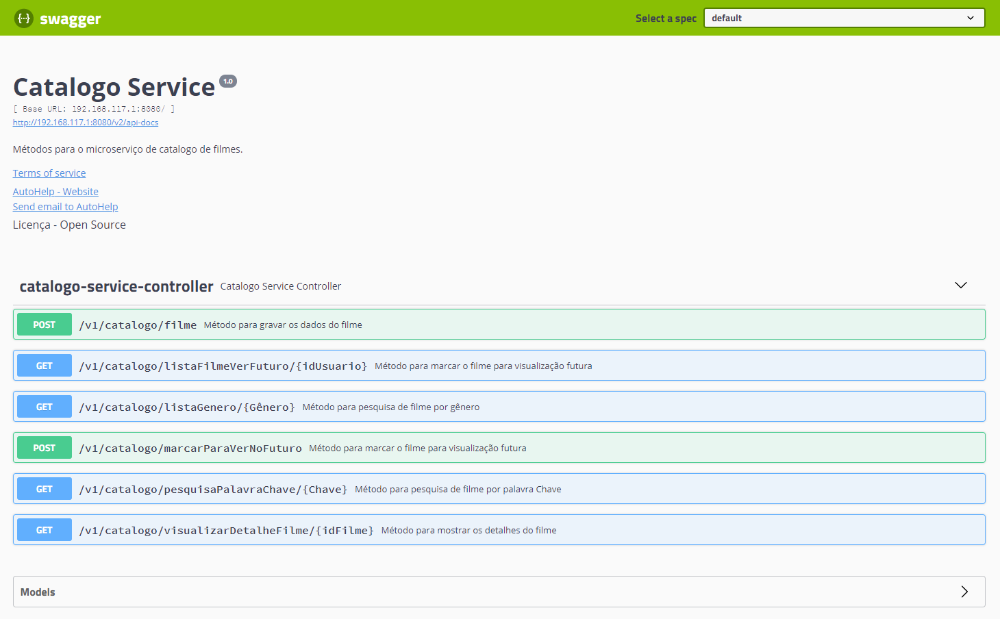 {···} swagger
Select a spec default
Catalogo Service 1.0
[ Base URL: 192.168.117.1:8080/ ]
http://192.168.117.1:8080/v2/api-docs
Métodos para o microserviço de catalogo de filmes.
Terms of service
AutoHelp - Website
Send email to AutoHelp
Licença - Open Source
catalogo-service-controller Catalogo Service Controller
POST /v1/catalogo/filme Método para gravar os dados do filme
GET /v1/catalogo/listaFilmeVerFuturo/{idUsuario} Método para marcar o filme para visualização futura
GET /v1/catalogo/listaGenero/{Gênero} Método para pesquisa de filme por gênero
POST /v1/catalogo/marcarParaVerNoFuturo Método para marcar o filme para visualização futura
GET /v1/catalogo/pesquisaPalavraChave/{Chave} Método para pesquisa de filme por palavra Chave
GET /v1/catalogo/visualizarDetalheFilme/{idFilme} Método para mostrar os detalhes do filme
Models